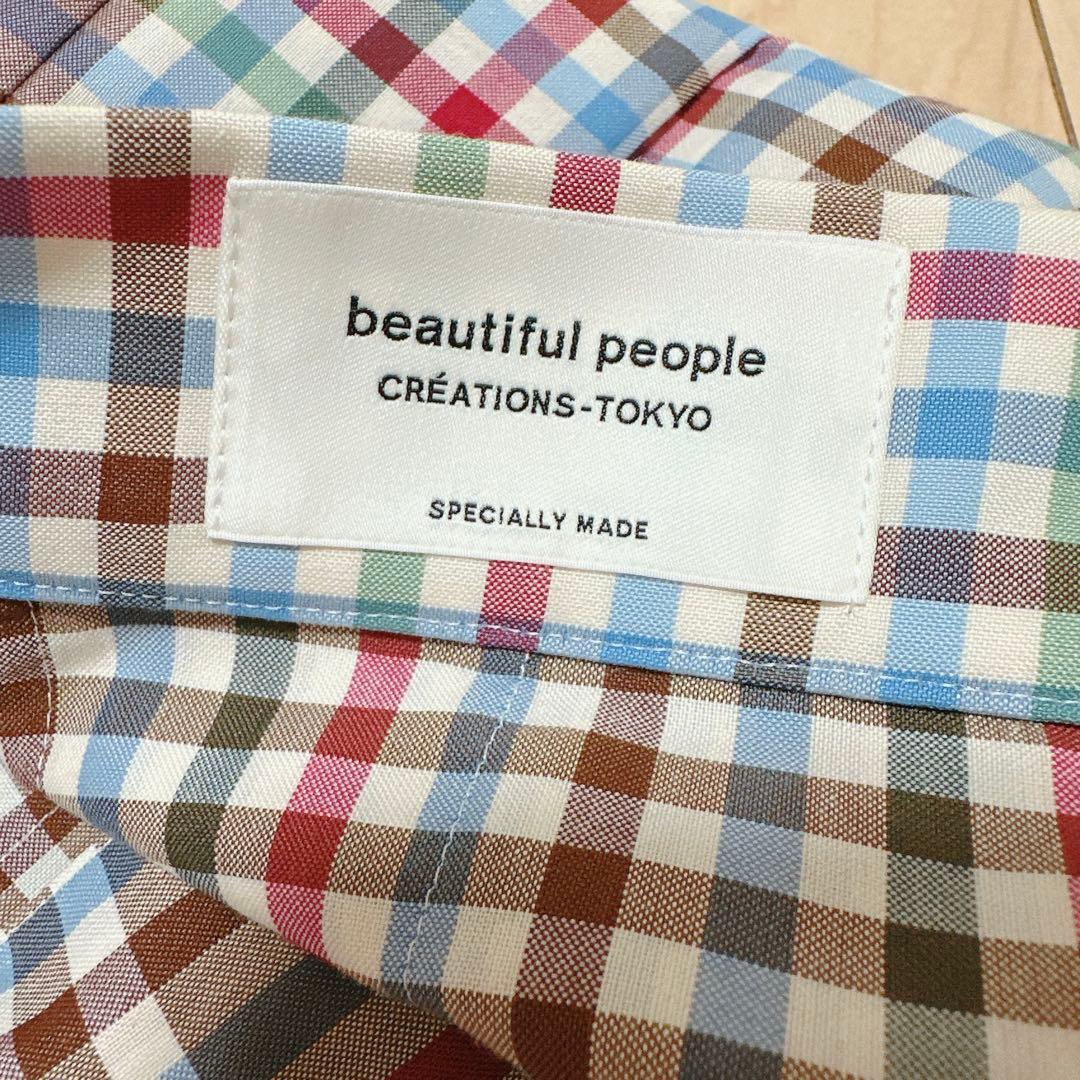 beautiful people
CRÉATIONS-TOKYO
SPECIALLY MADE